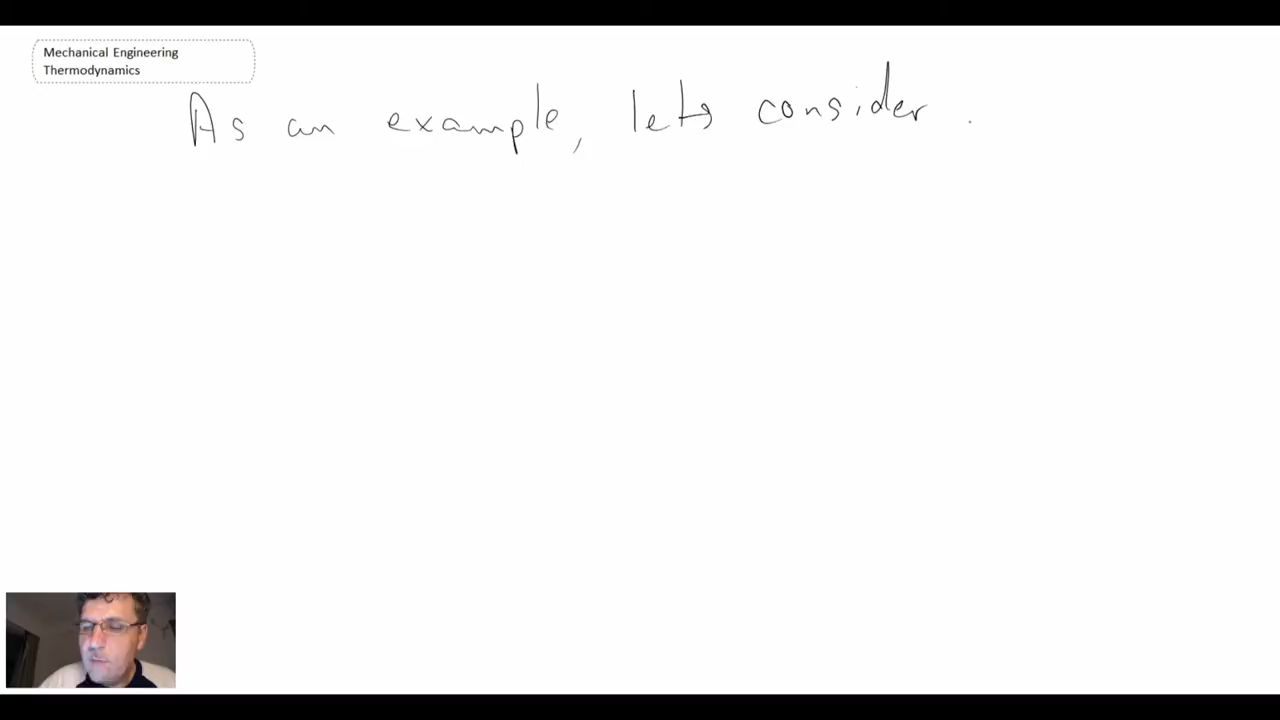 Mechanical Engineering
Thermodynamics
As an example, lets consider .